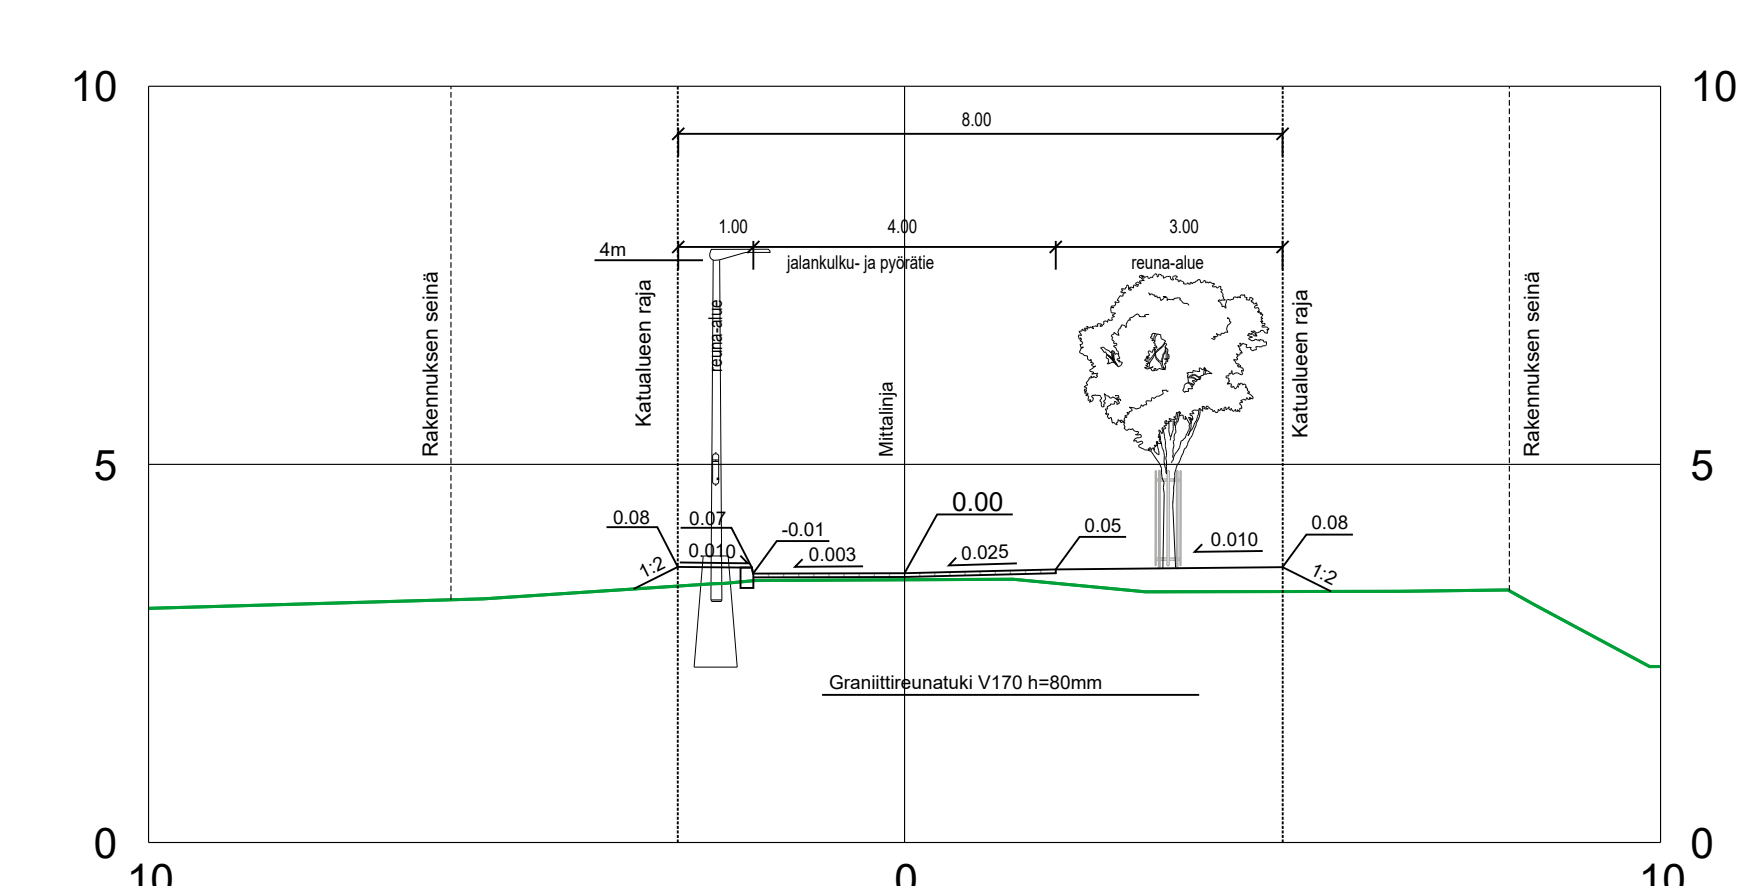 10
10
8.00
1.00
4.00
3.00
4m
jalankulku- ja pyörätie
reuna-alue
Rakennuksen seinä
Katualueen raja
reuna-alue
Mittalinja
Katualueen raja
Rakennuksen seinä
5
5
0.08
0.07
-0.01
0.00
0.05
0.08
1:2
0.010
0.003
0.025
0.010
1:2
Graniittireunatuki V170 h=80mm
0
0
10
0
10